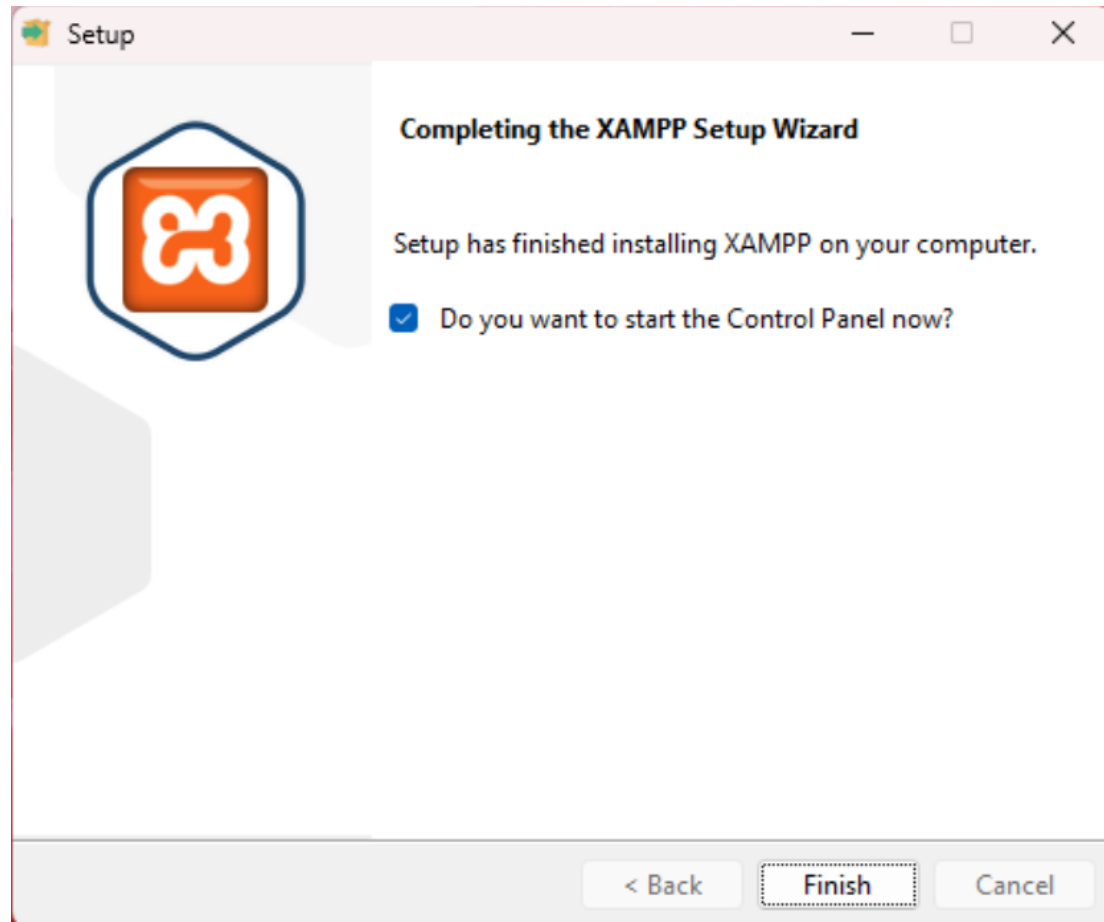 Setup
Completing the XAMPP Setup Wizard
Setup has finished installing XAMPP on your computer.
Do you want to start the Control Panel now?
< Back
Finish
Cancel